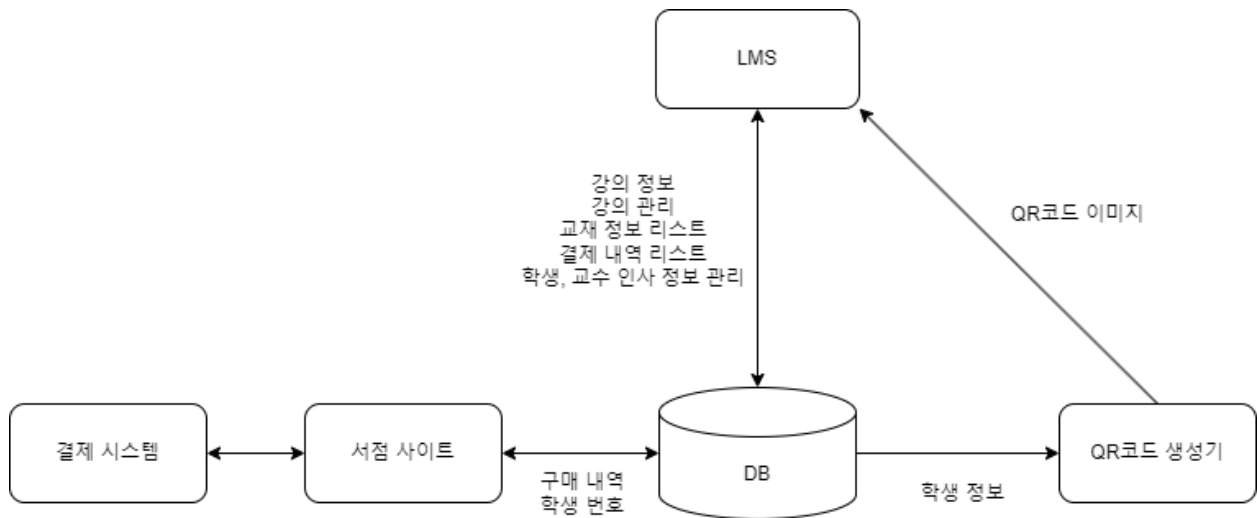 LMS
강의 정보
강의 관리
교재 정보 리스트
결제 내역 리스트
학생, 교수 인사 정보 관리
QR코드 이미지
결제 시스템
서점 사이트
구매 내역
학생 번호
DB
학생 정보
QR코드 생성기